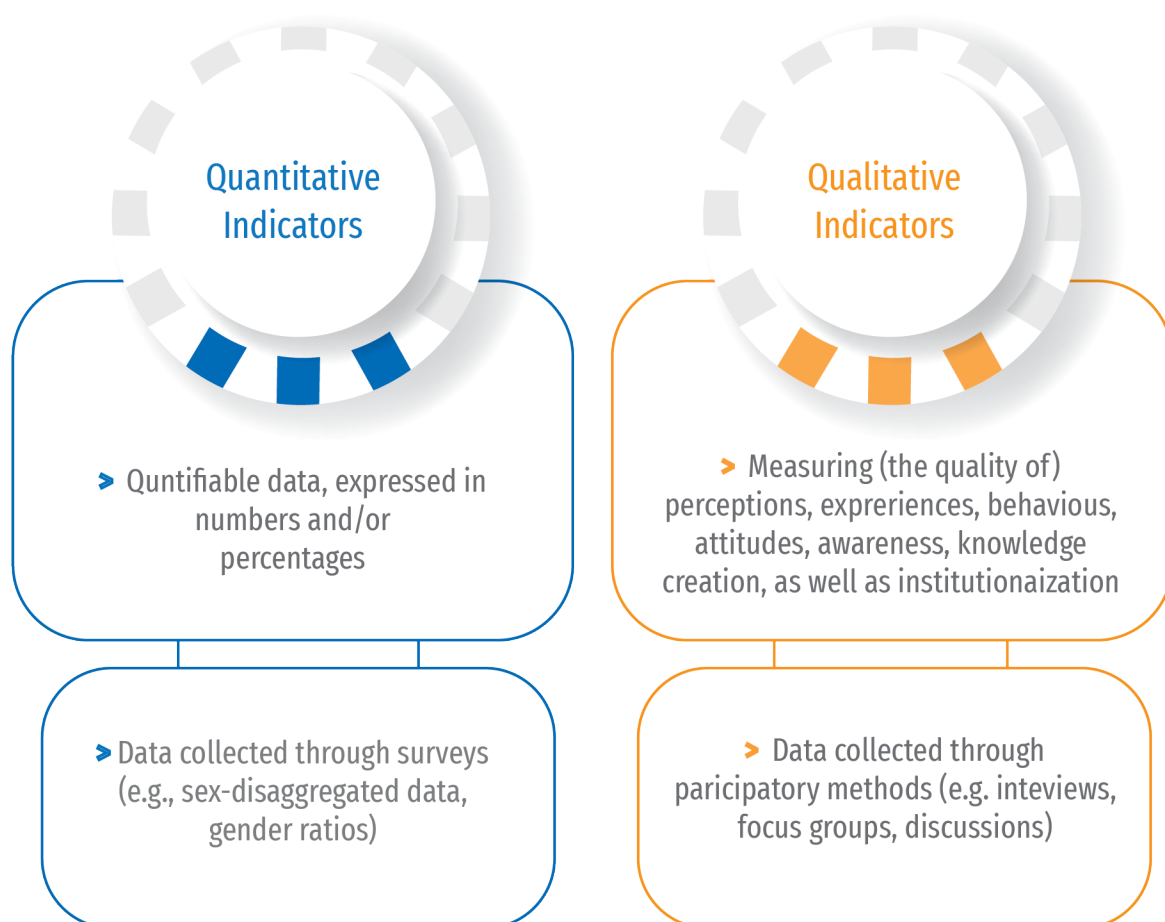 Quantitative
Indicators
> Quntifiable data, expressed in
numbers and/or
percentages
> Data collected through surveys
(e.g., sex-disaggregated data,
gender ratios)
Qualitative
Indicators
> Measuring (the quality of)
perceptions, expreriences, behavious,
attitudes, awareness, knowledge
creation, as well as institutionaization
> Data collected through
paricipatory methods (e.g. inteviews,
focus groups, discussions)